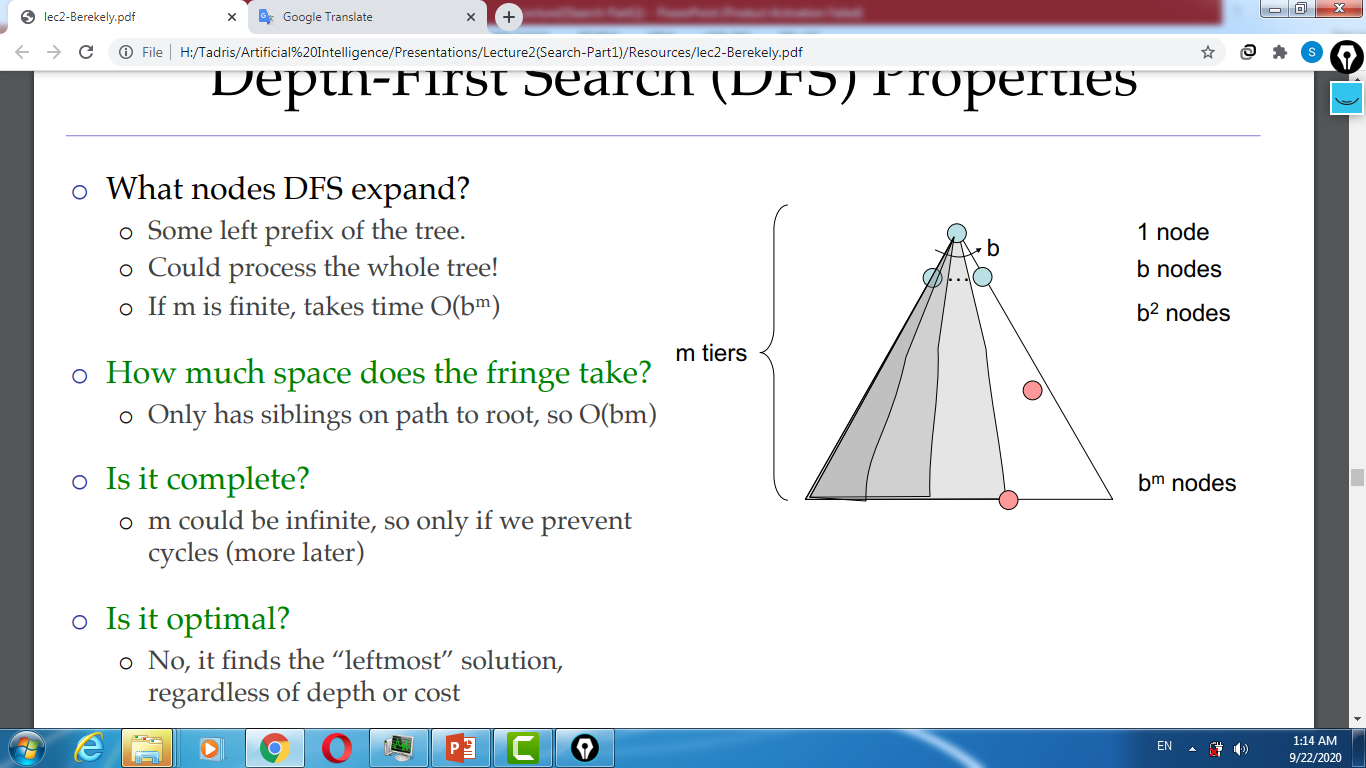 lec2-Berekely.pdf
Google Translate
File
H:/Tadris/Artificial%20Intelligence/Presentations/Lecture2(Search-Part1)/Resources/lec2-Berekely.pdf
S
Depth-First Search (DFS) Properties
What nodes DFS expand?
Some left prefix of the tree.
Could process the whole tree!
If m is finite, takes time O(bᵐ)
How much space does the fringe take?
Only has siblings on path to root, so O(bm)
Is it complete?
m could be infinite, so only if we prevent
cycles (more later)
Is it optimal?
No, it finds the “leftmost” solution,
regardless of depth or cost
m tiers
b
...
1 node
b nodes
b² nodes
bᵐ nodes
EN
1:14 AM
9/22/2020